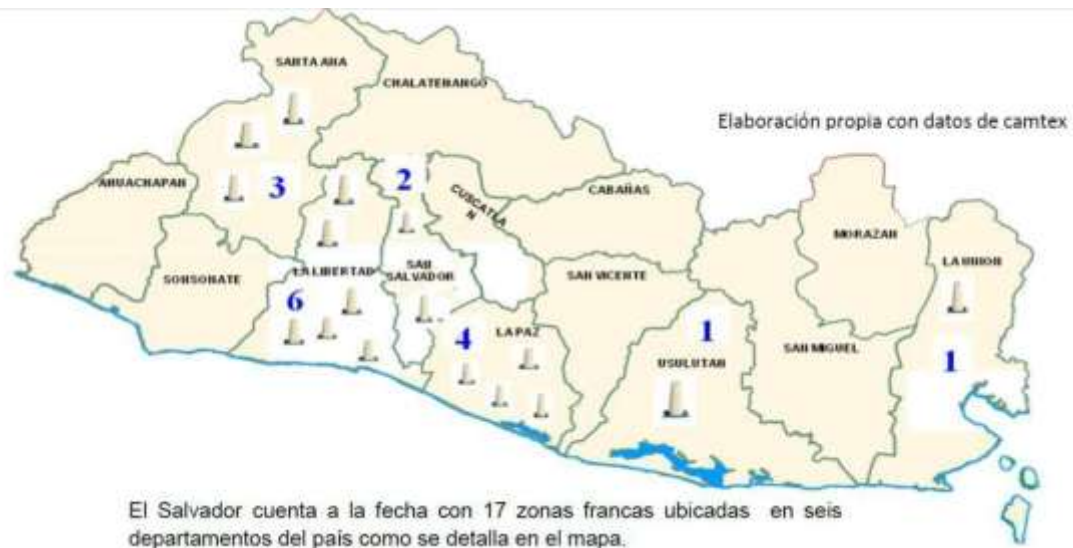 SANTA ANA
CHALATENANGO
Elaboración propia con datos de camtex
AHUACHAPAN
3
2
CUSCATLA
N
CABAÑAS
MORAZAN
SONSONATE
LA LIBERTAD
SAN
SALVADOR
SAN VICENTE
LA UNION
6
4
LA PAZ
1
USULUTAN
SAN MIGUEL
1
El Salvador cuenta a la fecha con 17 zonas francas ubicadas en seis
departamentos del país como se detalla en el mapa.